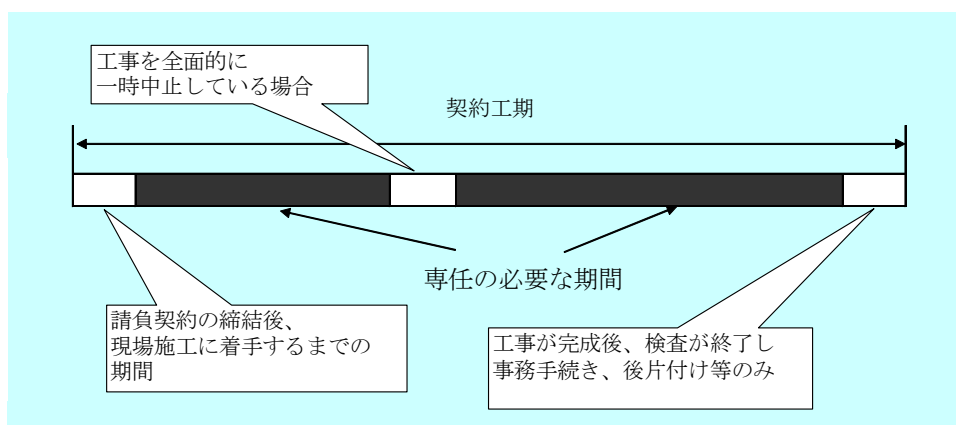 工事を全面的に
一時中止している場合
契約工期
専任の必要な期間
請負契約の締結後、
現場施工に着手するまでの
期間
工事が完成後、検査が終了し
事務手続き、後片付け等のみ